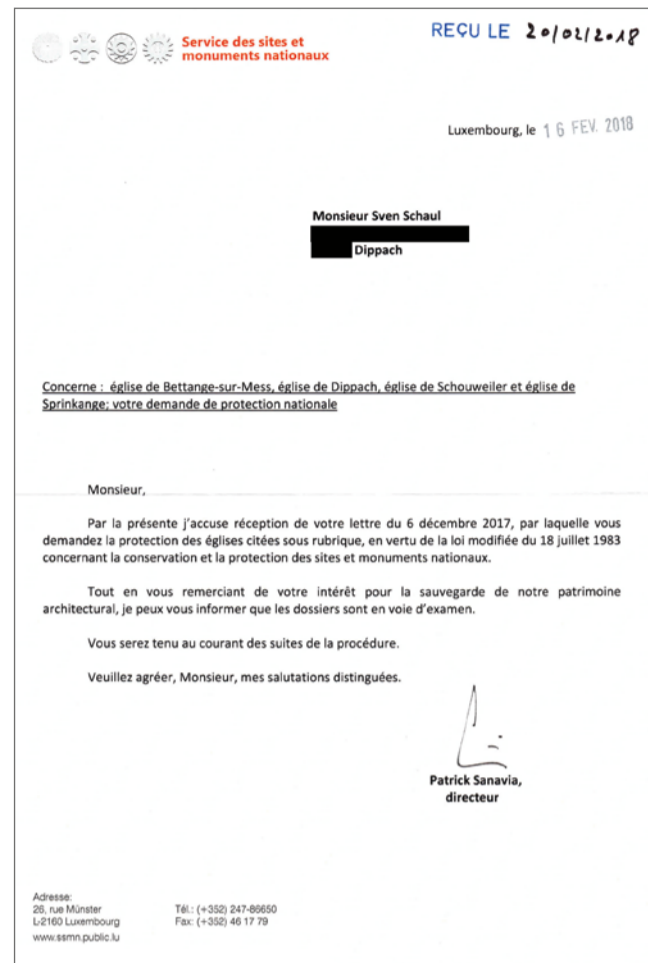 Service des sites et
monuments nationaux
REÇU LE 20/02/2018
Luxembourg, le 16 FEV. 2018
Monsieur Sven Schaul
Dippach
Concerne : église de Bettange-sur-Mess, église de Dippach, église de Schouweiler et église de
Sprinkange; votre demande de protection nationale
Monsieur,
Par la présente j'accuse réception de votre lettre du 6 décembre 2017, par laquelle vous
demandez la protection des églises citées sous rubrique, en vertu de la loi modifiée du 18 juillet 1983
concernant la conservation et la protection des sites et monuments nationaux.
Tout en vous remerciant de votre intérêt pour la sauvegarde de notre patrimoine
architectural, je peux vous informer que les dossiers sont en voie d'examen.
Vous serez tenu au courant des suites de la procédure.
Veuillez agréer, Monsieur, mes salutations distinguées.
Patrick Sanavia,
directeur
Adresse:
26, rue Münster
L-2160 Luxembourg
www.ssmn.public.lu
Tél.: (+352) 247-86650
Fax: (+352) 46 17 79